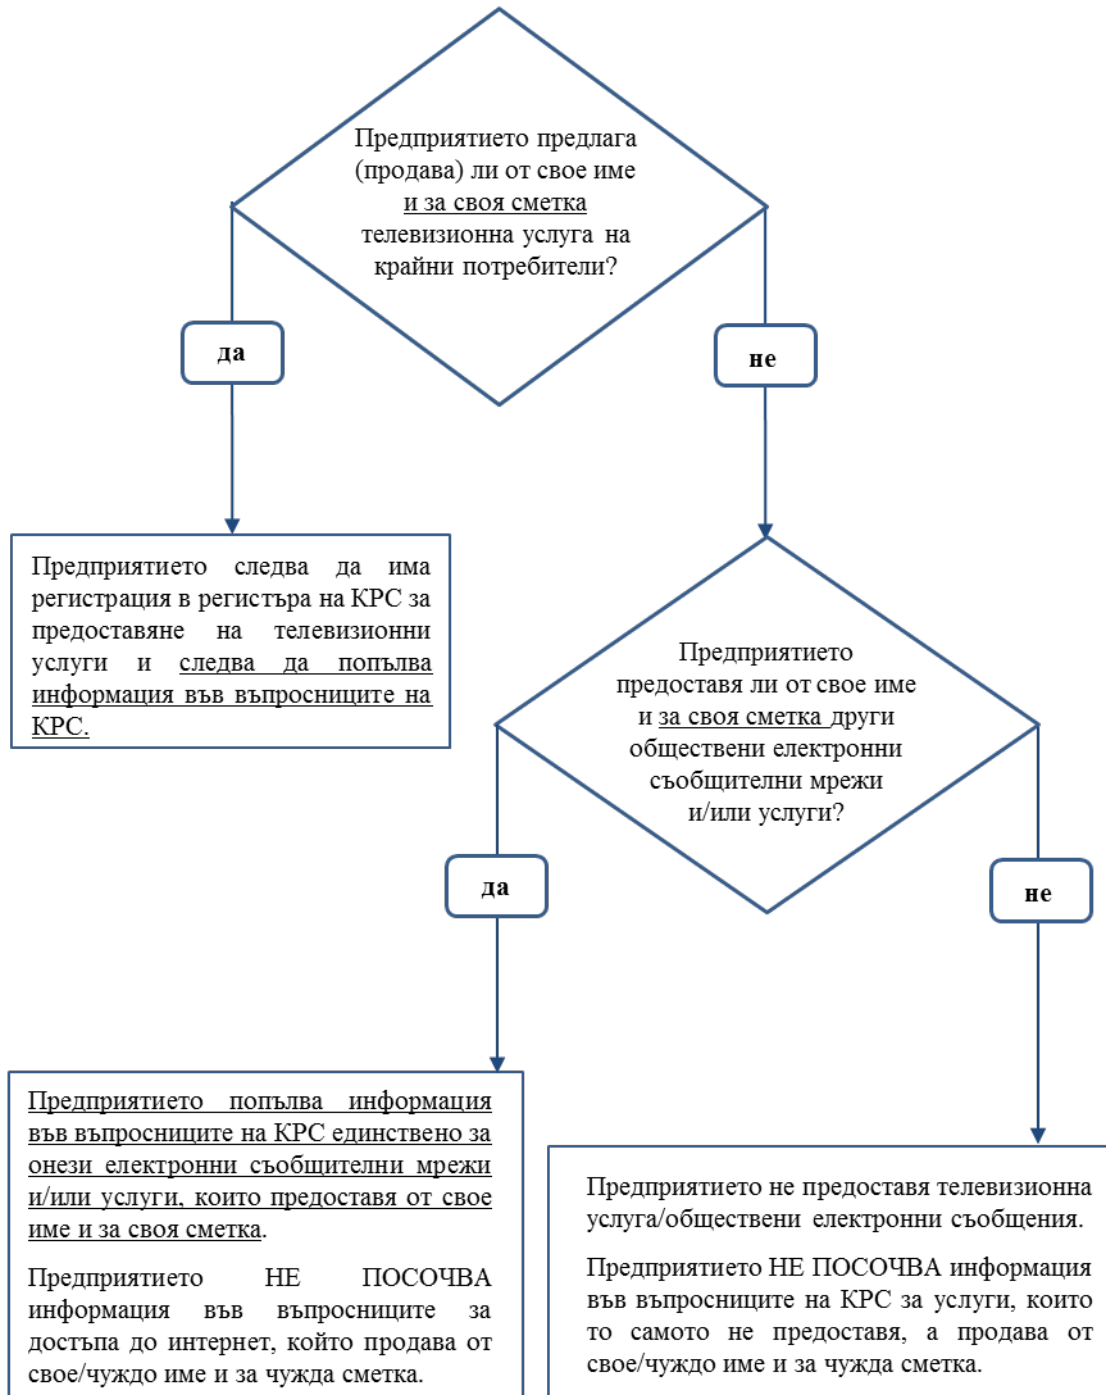 Предприятието предлага
(продава) ли от свое име
и за своя сметка
телевизионна услуга на
крайни потребители?
да
не
Предприятието следва да има
регистрация в регистъра на КРС за
предоставяне на телевизионни
услуги и следва да попълва
информация във въпросниците на
КРС.
Предприятието
предоставя ли от свое име
и за своя сметка други
обществени електронни
съобщителни мрежи
и/или услуги?
да
не
Предприятието попълва информация
във въпросниците на КРС единствено за
онези електронни съобщителни мрежи
и/или услуги, които предоставя от свое
име и за своя сметка.
Предприятието НЕ ПОСОЧВА
информация във въпросниците за
достъпа до интернет, който продава от
свое/чуждо име и за чужда сметка.
Предприятието не предоставя телевизионна
услуга/обществени електронни съобщения.
Предприятието НЕ ПОСОЧВА информация
във въпросниците на КРС за услуги, които
то самото не предоставя, а продава от
свое/чуждо име и за чужда сметка.